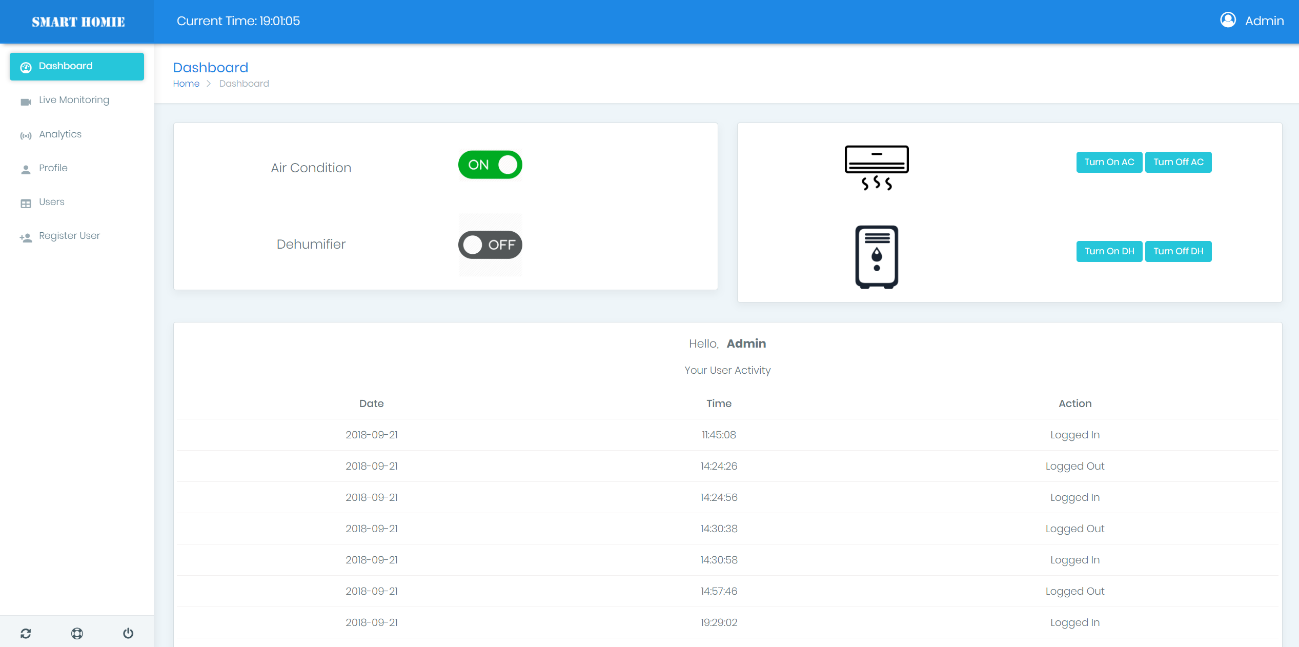 SMART HOMIE
Current Time: 19:01:05
Admin
Dashboard
Live Monitoring
Analytics
Profile
Users
Register User
Dashboard
Home > Dashboard
Air Condition
ON
Dehumifier
OFF
Turn On AC Turn Off AC
Turn On DH Turn Off DH
Hello, Admin
Your User Activity
Date Time Action
2018-09-21 11:45:08 Logged In
2018-09-21 14:24:26 Logged Out
2018-09-21 14:24:56 Logged In
2018-09-21 14:30:38 Logged Out
2018-09-21 14:30:58 Logged In
2018-09-21 14:57:46 Logged Out
2018-09-21 19:29:02 Logged In